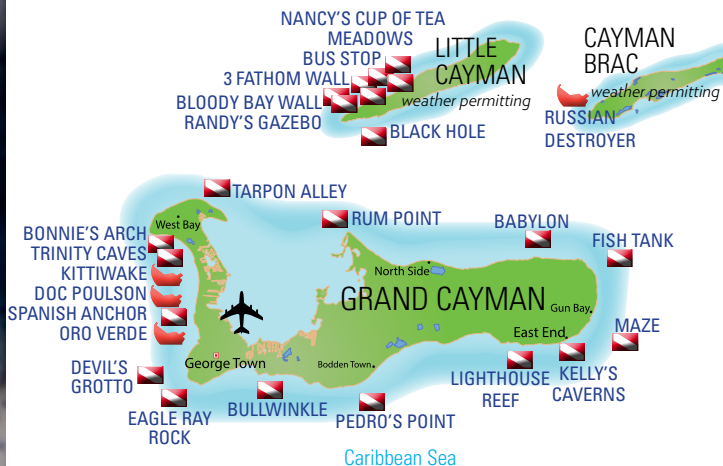 NANCY'S CUP OF TEA
MEADOWS
BUS STOP
3 FATHOM WALL
BLOODY BAY WALL
RANDY'S GAZEBO
LITTLE
CAYMAN
weather permitting
BLACK HOLE
CAYMAN
BRAC
weather permitting
RUSSIAN
DESTROYER
TARPON ALLEY
RUM POINT
BABYLON
FISH TANK
West Bay
BONNIE'S ARCH
TRINITY CAVES
KITTIWAKE
DOC POULSON
SPANISH ANCHOR
ORO VERDE
North Side
GRAND CAYMAN
Gun Bay
East End
MAZE
George Town
Bodden Town
DEVIL'S
GROTTO
EAGLE RAY
ROCK
BULLWINKLE
PEDRO'S POINT
LIGHTHOUSE
REEF
KELLY'S
CAVERNS
Caribbean Sea